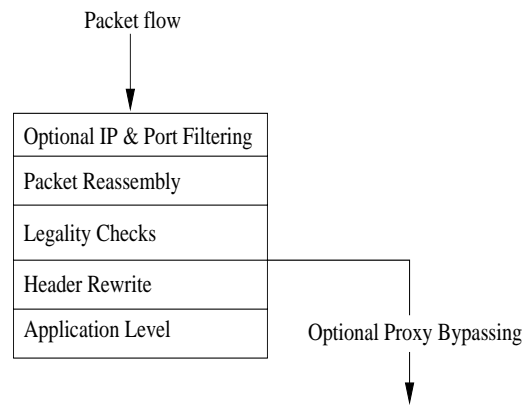 Packet flow
Optional IP & Port Filtering
Packet Reassembly
Legality Checks
Header Rewrite
Application Level
Optional Proxy Bypassing